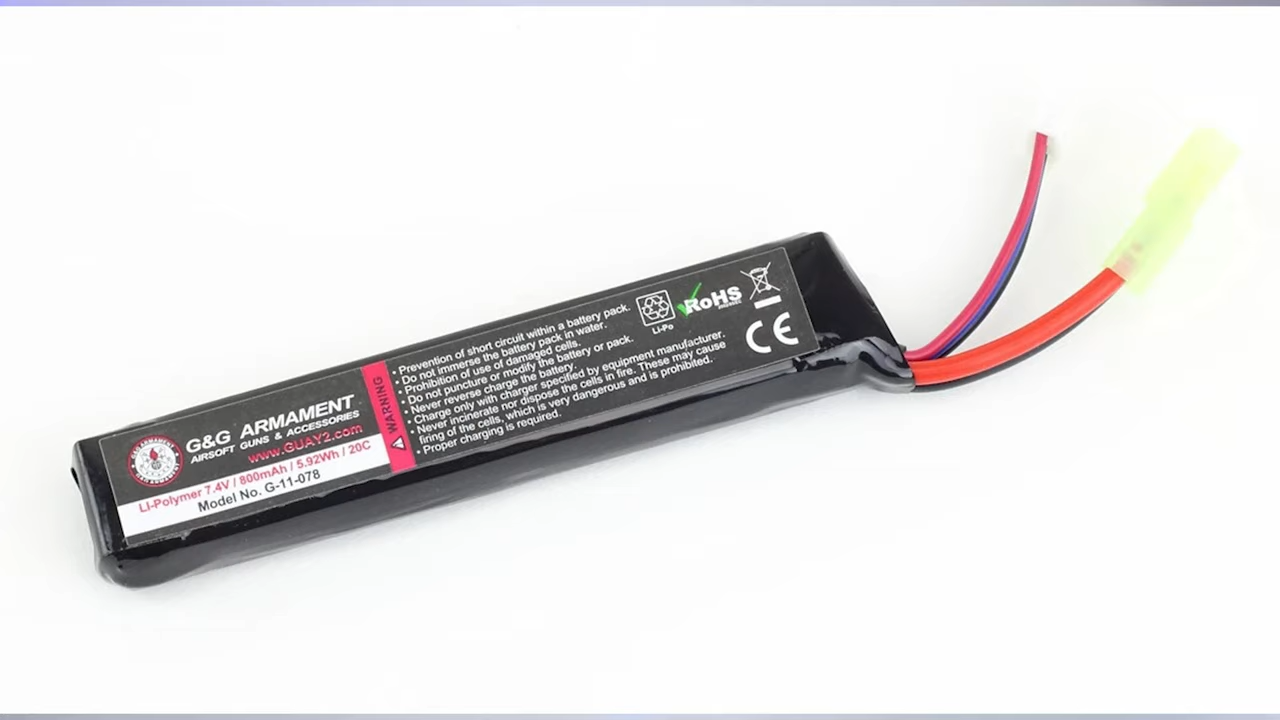 G&G ARMAMENT
AIRSOFT GUNS & ACCESSORIES
www.GUAY2.com
LI-Polymer 7.4V / 800mAh / 5.92Wh / 20C
Model No. G-11-078
WARNING
• Prevention of short circuit within a battery pack.
• Do not immerse the battery pack in water.
• Prohibition of use of damaged cells.
• Do not puncture or modify the battery or pack.
• Never reverse charge the battery.
• Charge only with charger specified by equipment manufacturer.
• Never incinerate nor dispose the cells in fire. These may cause
firing of the cells, which is very dangerous and is prohibited.
• Proper charging is required.
Li-Po
RoHS
CE